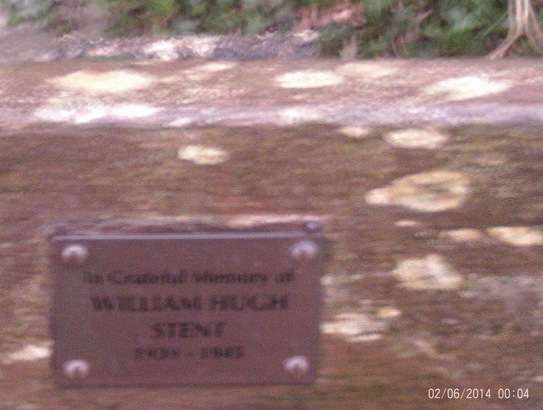 In Grateful Memory of
WILLIAM HUGH
STENT
02/06/2014 00:04